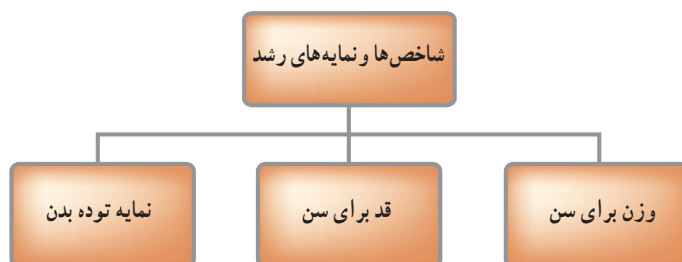 شاخص‌ها و نمایه‌های رشد
وزن برای سن
قد برای سن
نمایه توده بدن